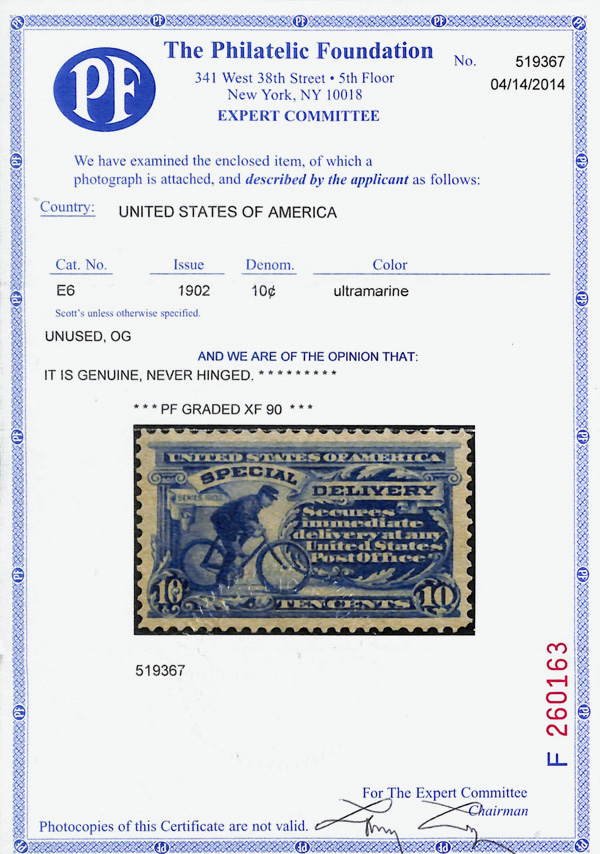 PF
The Philatelic Foundation
341 West 38th Street • 5th Floor
New York, NY 10018
EXPERT COMMITTEE
No. 519367
04/14/2014
We have examined the enclosed item, of which a
photograph is attached, and described by the applicant as follows:
Country: UNITED STATES OF AMERICA
Cat. No. Issue Denom. Color
E6 1902 10¢ ultramarine
Scott's unless otherwise specified.
UNUSED, OG
AND WE ARE OF THE OPINION THAT:
IT IS GENUINE, NEVER HINGED. * * * * * * * * *
* * * PF GRADED XF 90 * * *
UNITED STATES OF AMERICA
SPECIAL
DELIVERY
SERIES 1902
Secures
immediate
delivery at any
United States
Post Office
10 TEN CENTS 10
519367
F 260163
For The Expert Committee
Chairman
Photocopies of this Certificate are not valid.